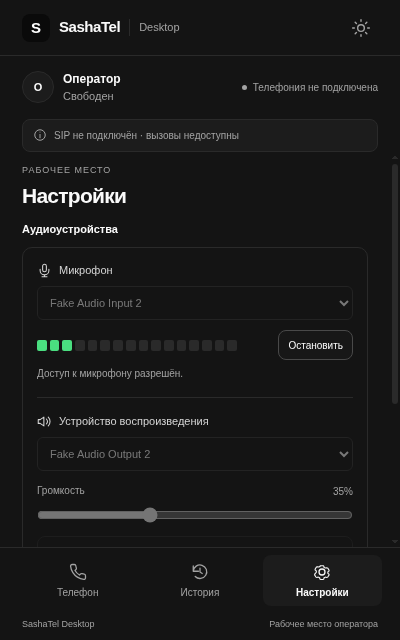 S SashaTel Desktop
О Оператор
Свободен
Телефония не подключена
SIP не подключён · вызовы недоступны
РАБОЧЕЕ МЕСТО
Настройки
Аудиоустройства
Микрофон
Fake Audio Input 2
Остановить
Доступ к микрофону разрешён.
Устройство воспроизведения
Fake Audio Output 2
Громкость 35%
Телефон История Настройки
SashaTel Desktop Рабочее место оператора